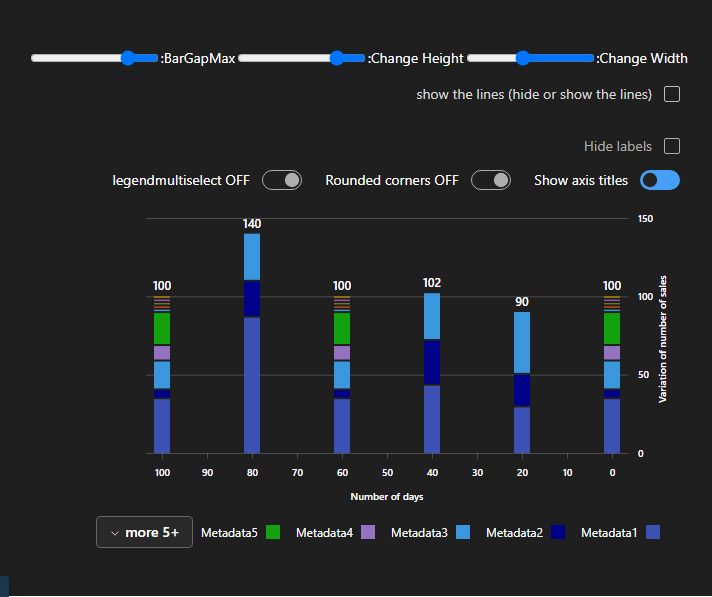 :BarGapMax :Change Height :Change Width
show the lines (hide or show the lines)
Hide labels
legendmultiselect OFF Rounded corners OFF Show axis titles
150
140
100 100 102 90 100
100
50
0
Variation of number of sales
100 90 80 70 60 50 40 30 20 10 0
Number of days
more 5+ Metadata5 Metadata4 Metadata3 Metadata2 Metadata1